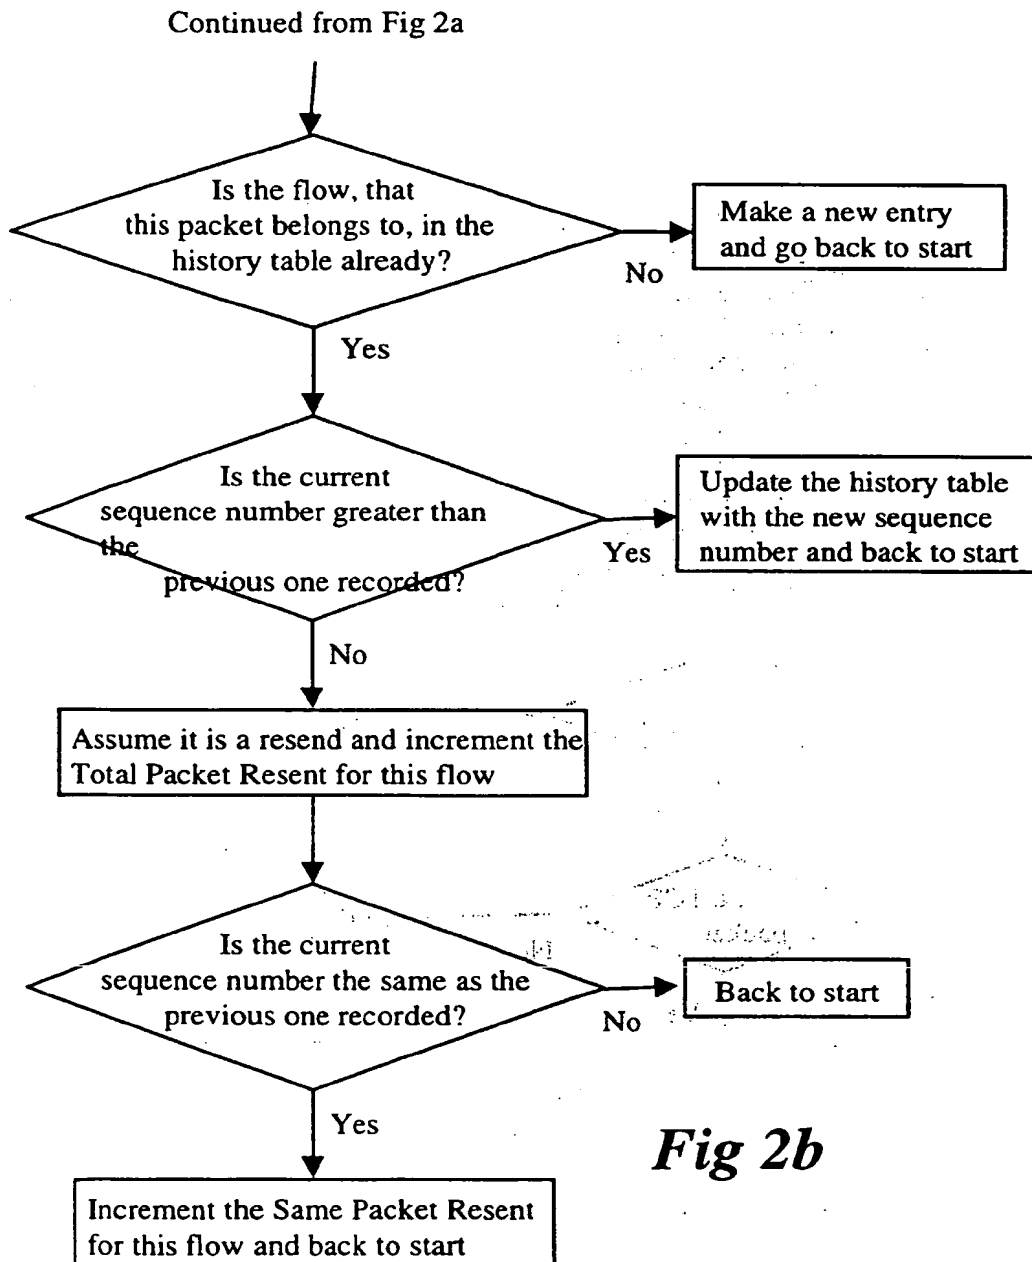 Continued from Fig 2a
Is the flow, that
this packet belongs to, in the
history table already?
No
Make a new entry
and go back to start
Yes
Is the current
sequence number greater than
the
previous one recorded?
Yes
Update the history table
with the new sequence
number and back to start
No
Assume it is a resend and increment the
Total Packet Resent for this flow
Is the current
sequence number the same as the
previous one recorded?
No
Back to start
Yes
Increment the Same Packet Resent
for this flow and back to start
Fig 2b